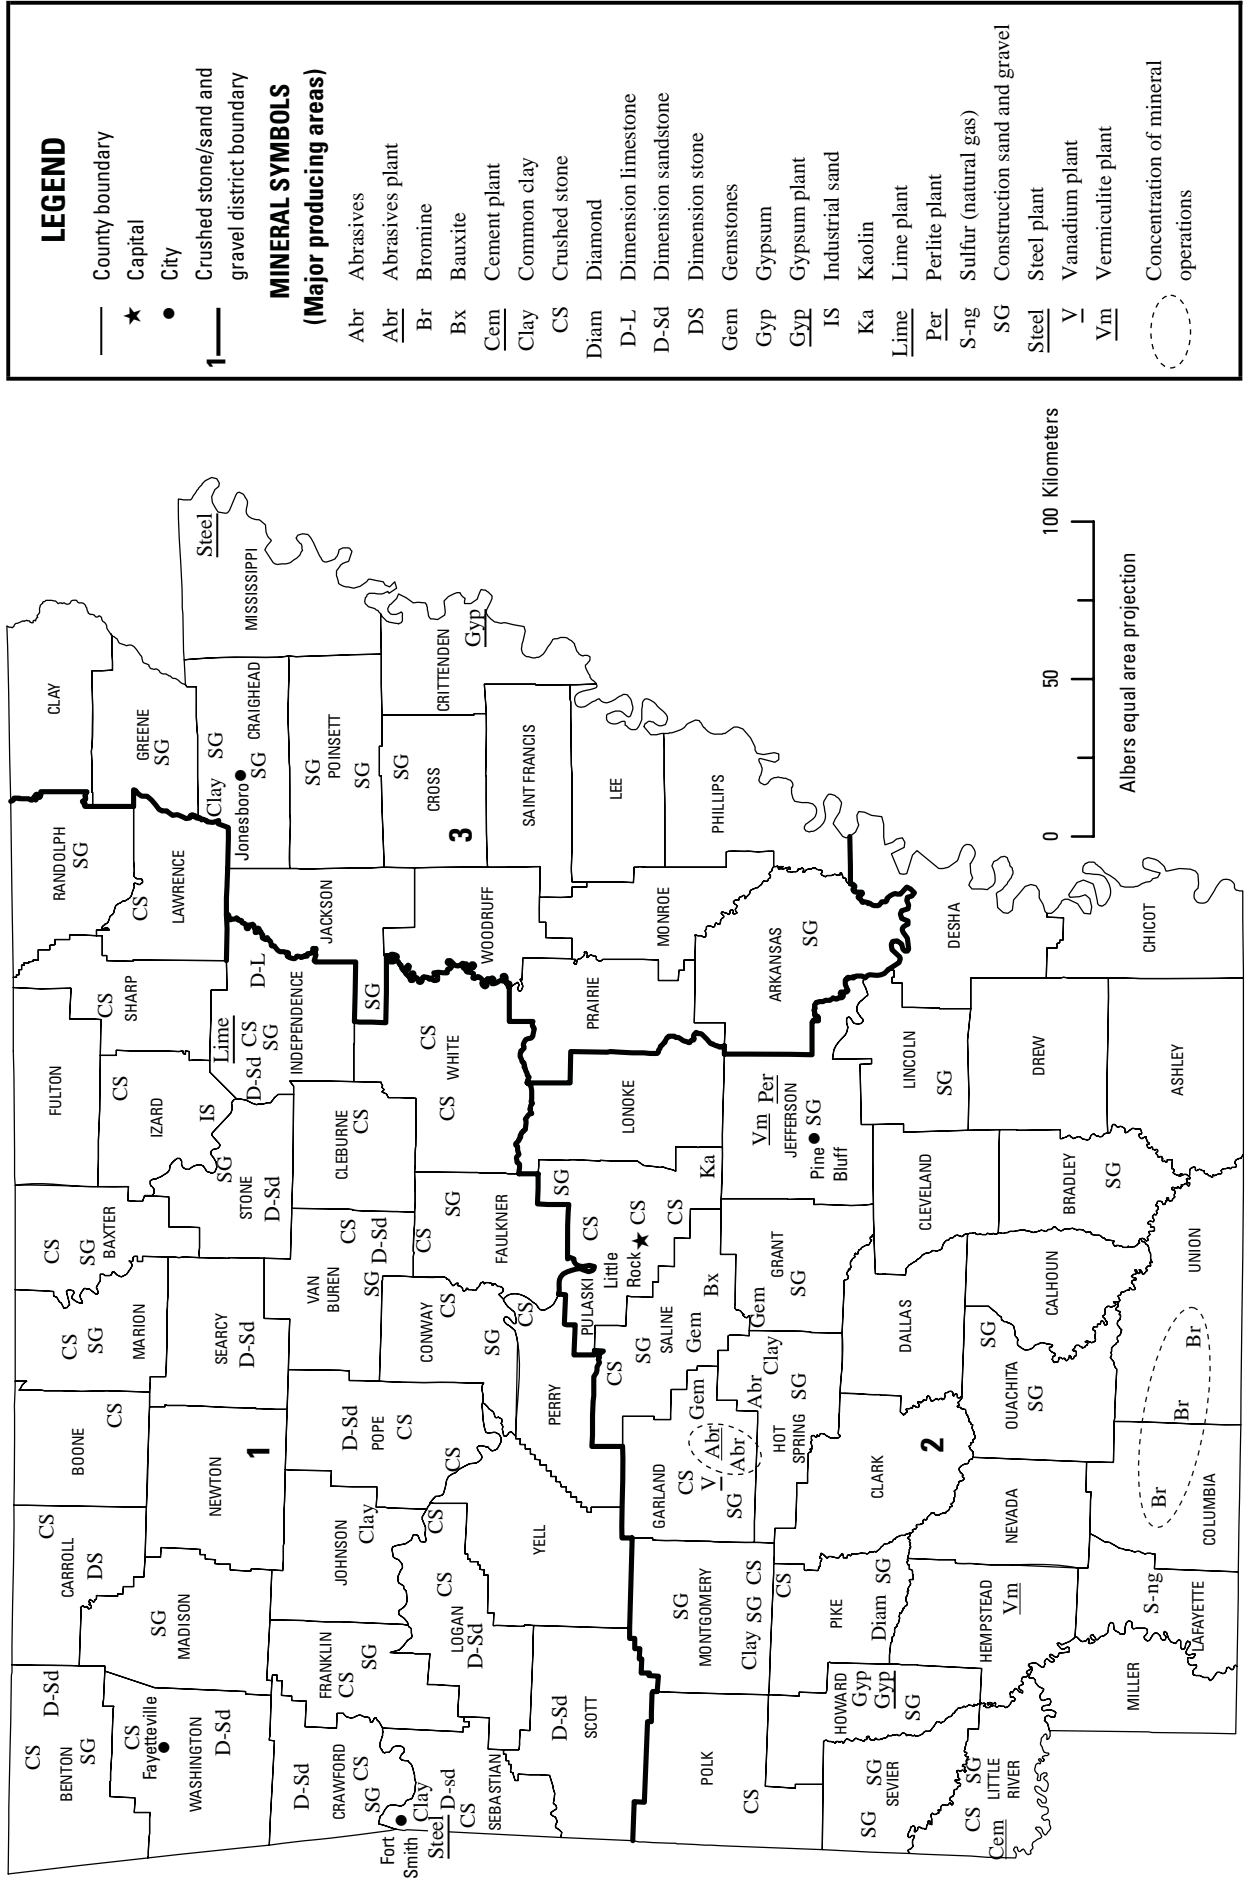 LEGEND
County boundary
Capital
City
1
Crushed stone/sand and
gravel district boundary
MINERAL SYMBOLS
(Major producing areas)
Abr Abrasives
Abr Abrasives plant
Br Bromine
Bx Bauxite
Cem Cement plant
Clay Common clay
CS Crushed stone
Diam Diamond
D-L Dimension limestone
D-Sd Dimension sandstone
DS Dimension stone
Gem Gemstones
Gyp Gypsum
Gyp Gypsum plant
IS Industrial sand
Ka Kaolin
Lime Lime plant
Per Perlite plant
S-ng Sulfur (natural gas)
SG Construction sand and gravel
Steel Steel plant
V Vanadium plant
Vm Vermiculite plant
Concentration of mineral
operations
CS
BENTON
SG
D-Sd
CS
CARROLL
DS
BOONE
CS
CS
SG
MARION
CS
SG
BAXTER
FULTON
RANDOLPH
SG
CLAY
CS
Fayetteville
WASHINGTON
D-Sd
SG
MADISON
NEWTON
1
SEARCY
D-Sd
CS
IZARD
IS
CS
SHARP
CS
LAWRENCE
GREENE
SG
D-Sd
CRAWFORD
SG
CS
FRANKLIN
CS
SG
JOHNSON
Clay
D-Sd
POPE
CS
CS
VAN
BUREN
SG
CS
D-Sd
SG
STONE
D-Sd
CLEBURNE
CS
Lime
D-Sd
CS
SG
D-L
INDEPENDENCE
SG
JACKSON
Clay
SG
Jonesboro
SG
CRAIGHEAD
MISSISSIPPI
Steel
SG
POINSETT
SG
Fort
Smith
Steel
Clay
D-sd
CS
SEBASTIAN
CS
CS
LOGAN
D-Sd
D-Sd
SCOTT
YELL
CONWAY
CS
SG
CS
PERRY
CS
SG
FAULKNER
CS
CS
WHITE
WOODRUFF
SG
CROSS
3
CRITTENDEN
Gyp
SAINT FRANCIS
LEE
PHILLIPS
MONROE
PRAIRIE
LONOKE
PULASKI
SG
CS
Little
Rock
CS
CS
Ka
POLK
CS
MONTGOMERY
SG
Clay SG CS
GARLAND
CS
V
SG
Abr
Abr
Gem
CS
SG
SALINE
Gem
Bx
Abr
Clay
HOT
SPRING
SG
Gem
GRANT
SG
Vm Per
JEFFERSON
Pine
Bluff
SG
ARKANSAS
SG
SG
SG
SEVIER
HOWARD
Gyp
Gyp
SG
CS
PIKE
Diam SG
CLARK
2
DALLAS
CLEVELAND
LINCOLN
SG
DESHA
SG
CS
Cem
LITTLE
RIVER
HEMPSTEAD
Vm
NEVADA
SG
OUACHITA
SG
CALHOUN
BRADLEY
SG
DREW
MILLER
S-ng
LAFAYETTE
COLUMBIA
Br
Br
Br
UNION
ASHLEY
CHICOT
0 50 100 Kilometers
Albers equal area projection